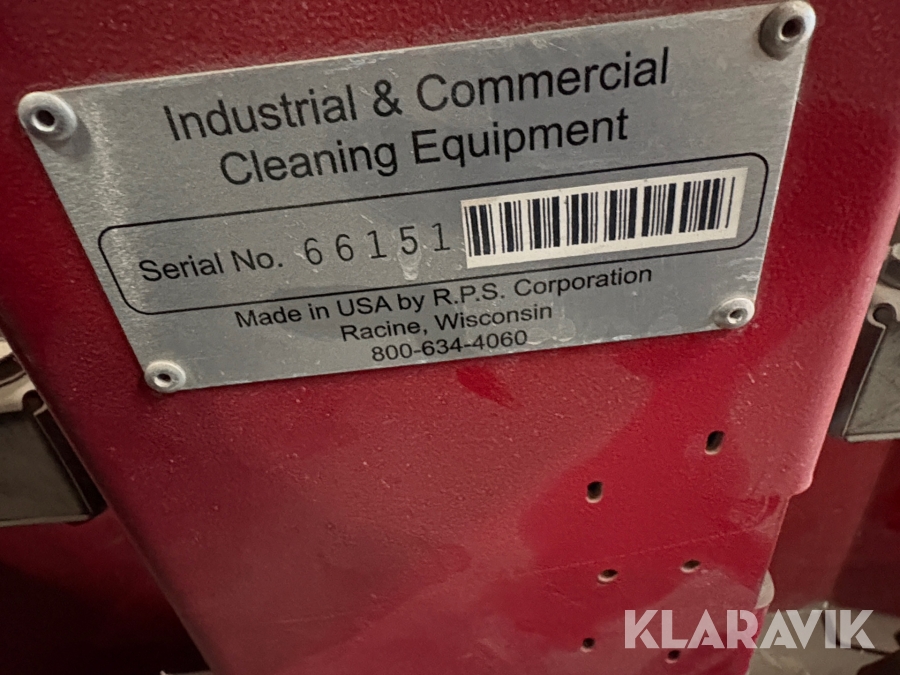 Industrial & Commercial
Cleaning Equipment
Serial No. 66151
Made in USA by R.P.S. Corporation
Racine, Wisconsin
800-634-4060
KLARAVIK